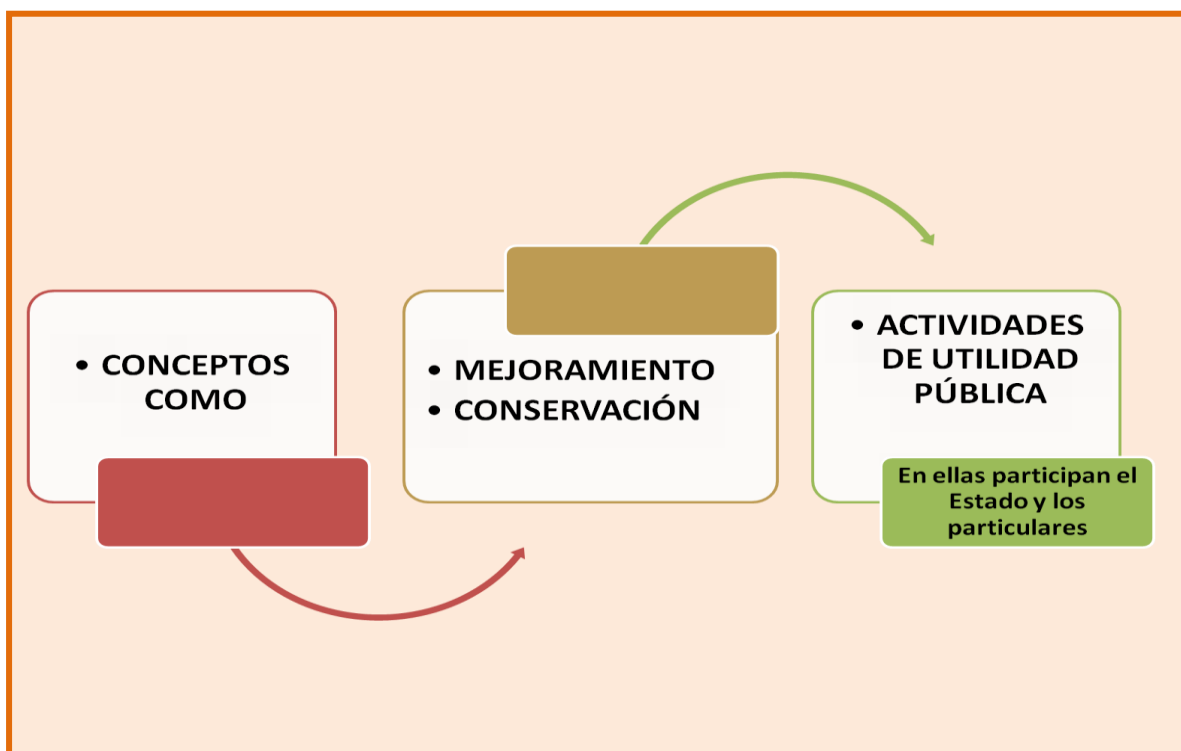 • CONCEPTOS
COMO
• MEJORAMIENTO
• CONSERVACIÓN
• ACTIVIDADES
DE UTILIDAD
PÚBLICA
En ellas participan el
Estado y los
particulares